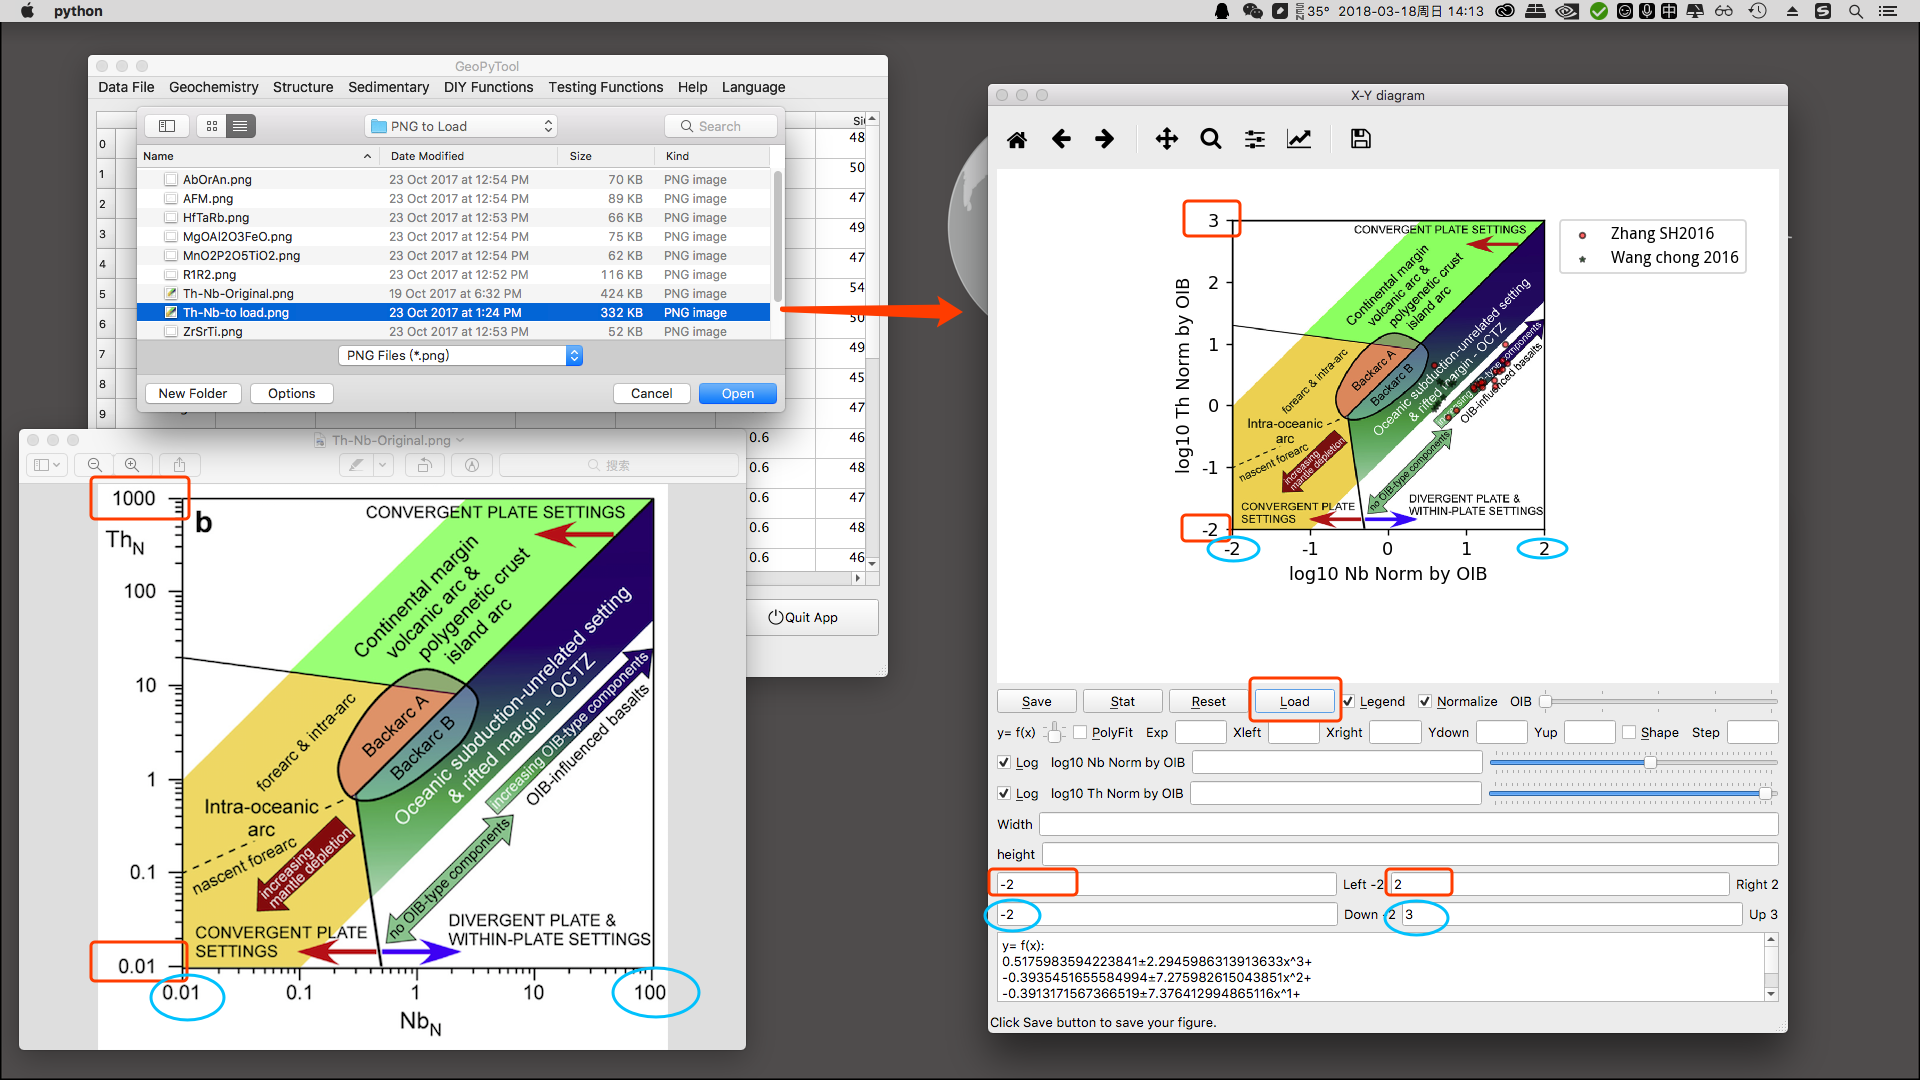 python
35° 2018-03-18周日 14:13
GeoPyTool
Data File Geochemistry Structure Sedimentary DIY Functions Testing Functions Help Language
PNG to Load
Search
Name Date Modified Size Kind
AbOrAn.png 23 Oct 2017 at 12:54 PM 70 KB PNG image
AFM.png 23 Oct 2017 at 12:54 PM 89 KB PNG image
HfTaRb.png 23 Oct 2017 at 12:53 PM 66 KB PNG image
MgOAl2O3FeO.png 23 Oct 2017 at 12:54 PM 75 KB PNG image
MnO2P2O5TiO2.png 23 Oct 2017 at 12:54 PM 62 KB PNG image
R1R2.png 23 Oct 2017 at 12:52 PM 116 KB PNG image
Th-Nb-Original.png 19 Oct 2017 at 6:32 PM 424 KB PNG image
Th-Nb-to load.png 23 Oct 2017 at 1:24 PM 332 KB PNG image
ZrSrTi.png 23 Oct 2017 at 12:53 PM 52 KB PNG image
PNG Files (*.png)
New Folder Options Cancel Open
0
1
2
3
4
5
6
7
8
9
48
50
47
49
47
54
50
49
45
47
0.6 46
0.6 48
0.6 47
0.6 48
0.6 46
Quit App
Th-Nb-Original.png
搜索
1000
b
CONVERGENT PLATE SETTINGS
ThN
100
Continental margin
volcanic arc &
polygenetic crust
island arc
10
forearc & intra-arc
Backarc A
Backarc B
Oceanic subduction-unrelated setting
& rifted margin - OCTZ
increasing OIB-type components
OIB-influenced basalts
1
Intra-oceanic
arc
nascent forearc
increasing
mantle depletion
0.1
no OIB-type components
CONVERGENT PLATE
SETTINGS
DIVERGENT PLATE &
WITHIN-PLATE SETTINGS
0.01
0.01 0.1 1 10 100
NbN
X-Y diagram
3
2
1
0
-1
-2
log10 Th Norm by OIB
CONVERGENT PLATE SETTINGS
Continental margin
volcanic arc &
polygenetic crust
island arc
forearc & intra-arc
Backarc A
Backarc B
Oceanic subduction-unrelated setting
& rifted margin - OCTZ
OIB-influenced basalts
Intra-oceanic
arc
nascent forearc
increasing
mantle depletion
no OIB-type components
CONVERGENT PLATE
SETTINGS
DIVERGENT PLATE &
WITHIN-PLATE SETTINGS
-2 -1 0 1 2
log10 Nb Norm by OIB
Zhang SH2016
Wang chong 2016
Save Stat Reset Load Legend Normalize OIB
y= f(x) PolyFit Exp Xleft Xright Ydown Yup Shape Step
Log log10 Nb Norm by OIB
Log log10 Th Norm by OIB
Width
height
-2 Left -2 2 Right 2
-2 Down -2 3 Up 3
y= f(x):
0.5175983594223841±2.2945986313913633x^3+
-0.3935451655584994±7.275982615043851x^2+
-0.3913171567366519±7.376412994865116x^1+
Click Save button to save your figure.